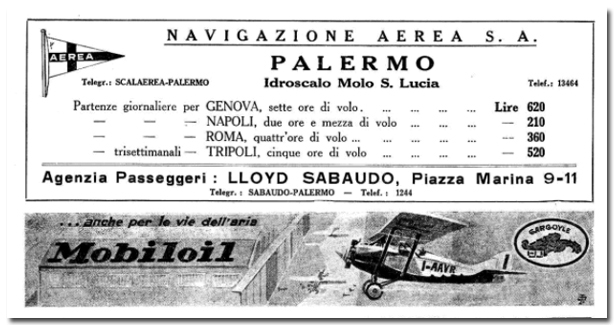 NAVIGAZIONE AEREA S. A.
AEREA
PALERMO
Idroscalo Molo S. Lucia
Telegr.: SCALAEREA-PALERMO
Telef.: 13464
Partenze giornaliere per GENOVA, sette ore di volo. ... ... ... ... Lire 620
— — — NAPOLI, due ore e mezza di volo ... ... ... — 210
— — — ROMA, quattr'ore di volo ... ... ... ... ... — 360
— trisettimanali — TRIPOLI, cinque ore di volo ... ... ... ... — 520
Agenzia Passeggeri : LLOYD SABAUDO, Piazza Marina 9-11
Telegr. : SABAUDO-PALERMO — Telef. : 1244
...anche per le vie dell'aria
Mobiloil
I-AAYR
GARGOYLE